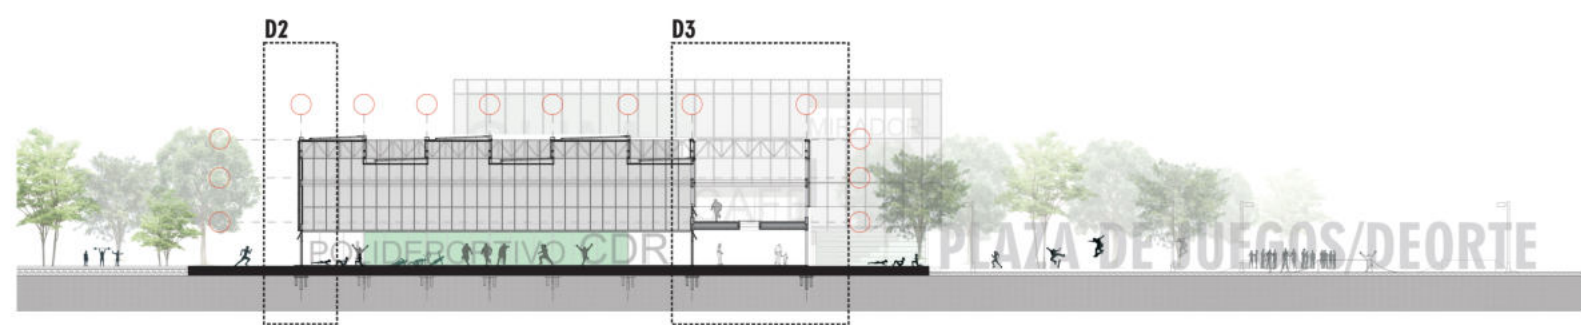 D2
D3
MIRADOR
CAFE
POLIDEPORTIVO CDR
PLAZA DE JUEGOS/DEORTE